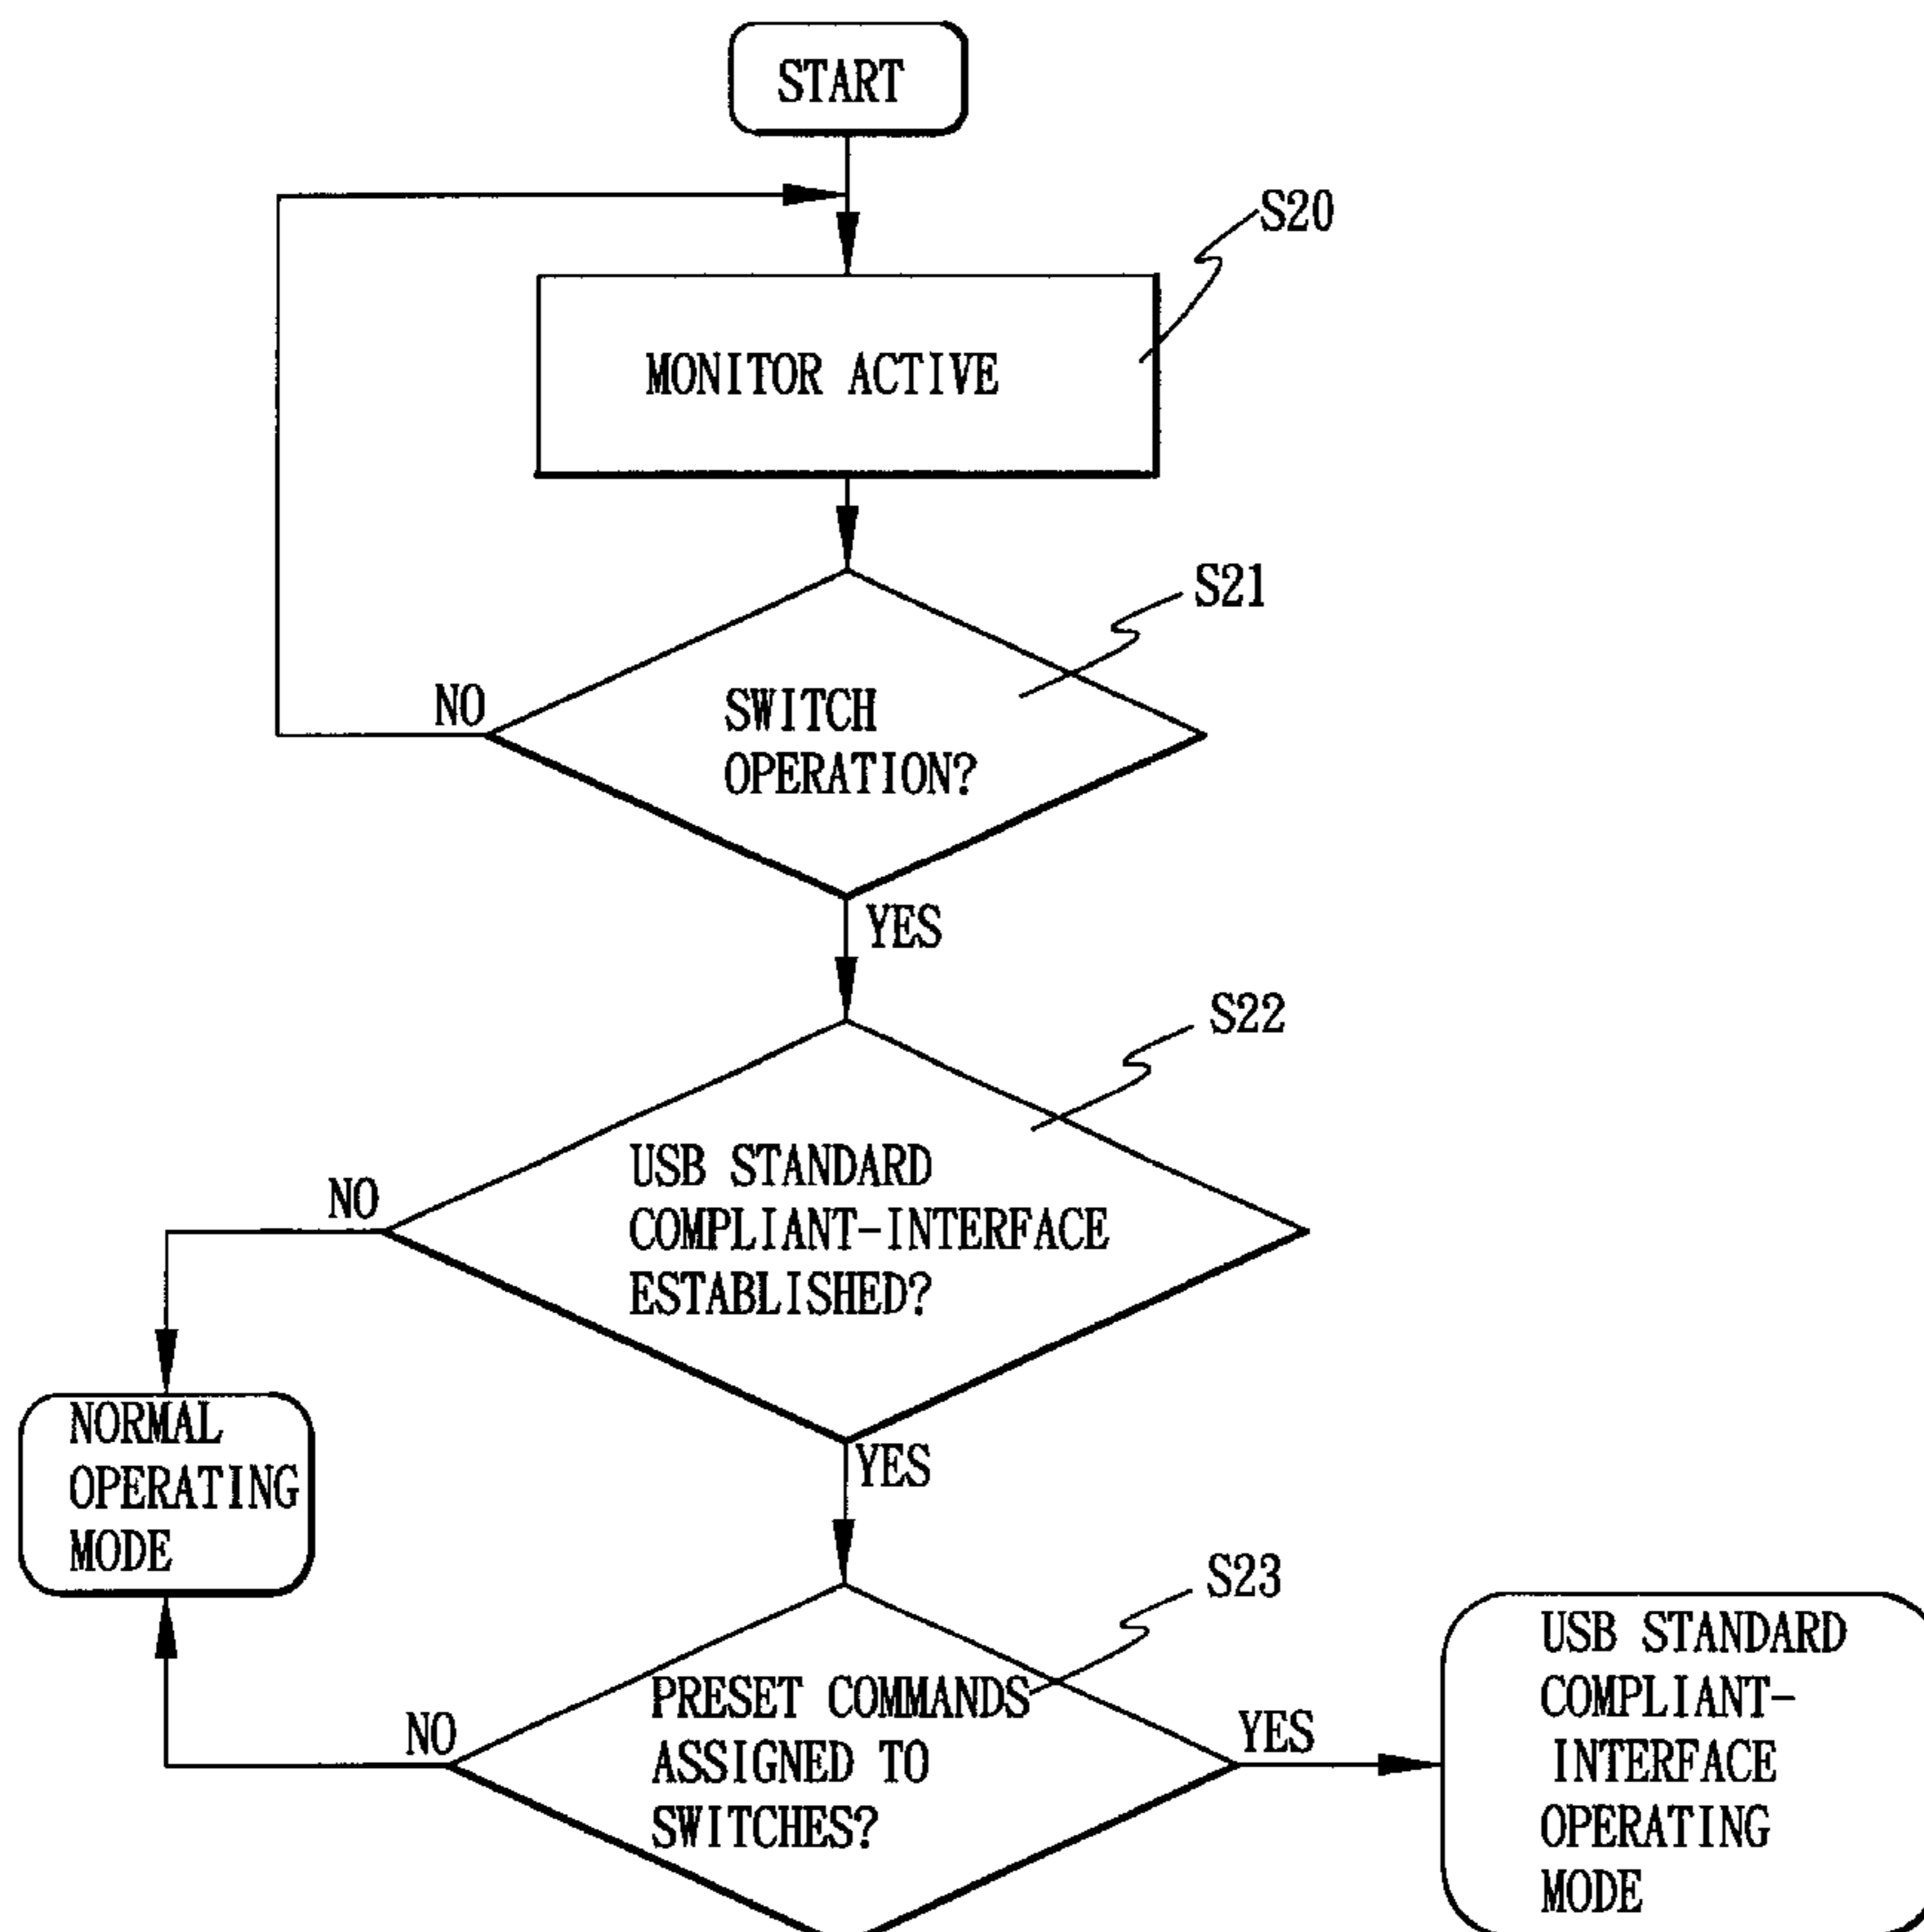 START
S20
MONITOR ACTIVE
S21
NO
SWITCH
OPERATION?
YES
S22
NO
USB STANDARD
COMPLIANT-INTERFACE
ESTABLISHED?
NORMAL
OPERATING
MODE
YES
S23
NO
PRESET COMMANDS
ASSIGNED TO
SWITCHES?
YES
USB STANDARD
COMPLIANT-
INTERFACE
OPERATING
MODE